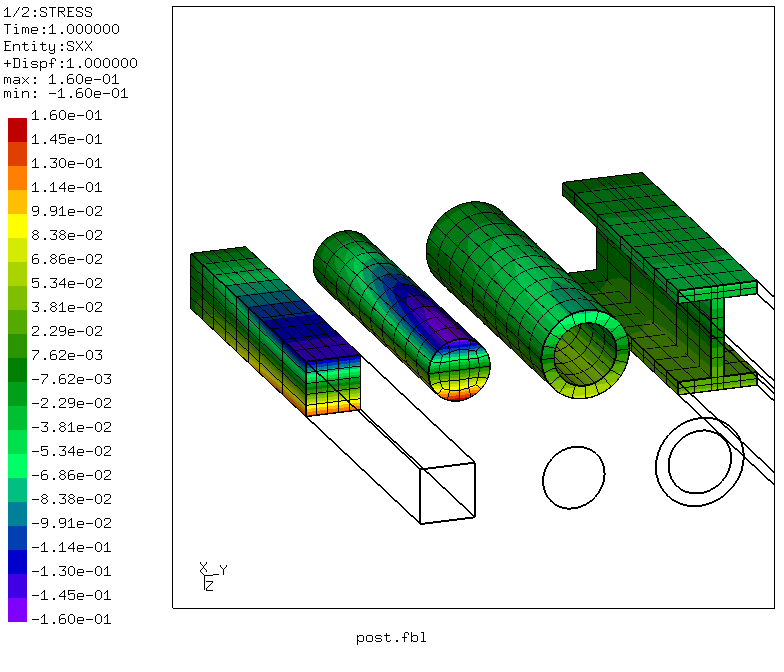 1/2:STRESS
Time:1.000000
Entity:SXX
+Dispf:1.000000
max: 1.60e-01
min: -1.60e-01
1.60e-01
1.45e-01
1.30e-01
1.14e-01
9.91e-02
8.38e-02
6.86e-02
5.34e-02
3.81e-02
2.29e-02
7.62e-03
-7.62e-03
-2.29e-02
-3.81e-02
-5.34e-02
-6.86e-02
-8.38e-02
-9.91e-02
-1.14e-01
-1.30e-01
-1.45e-01
-1.60e-01
X Y
Z
post.fbl